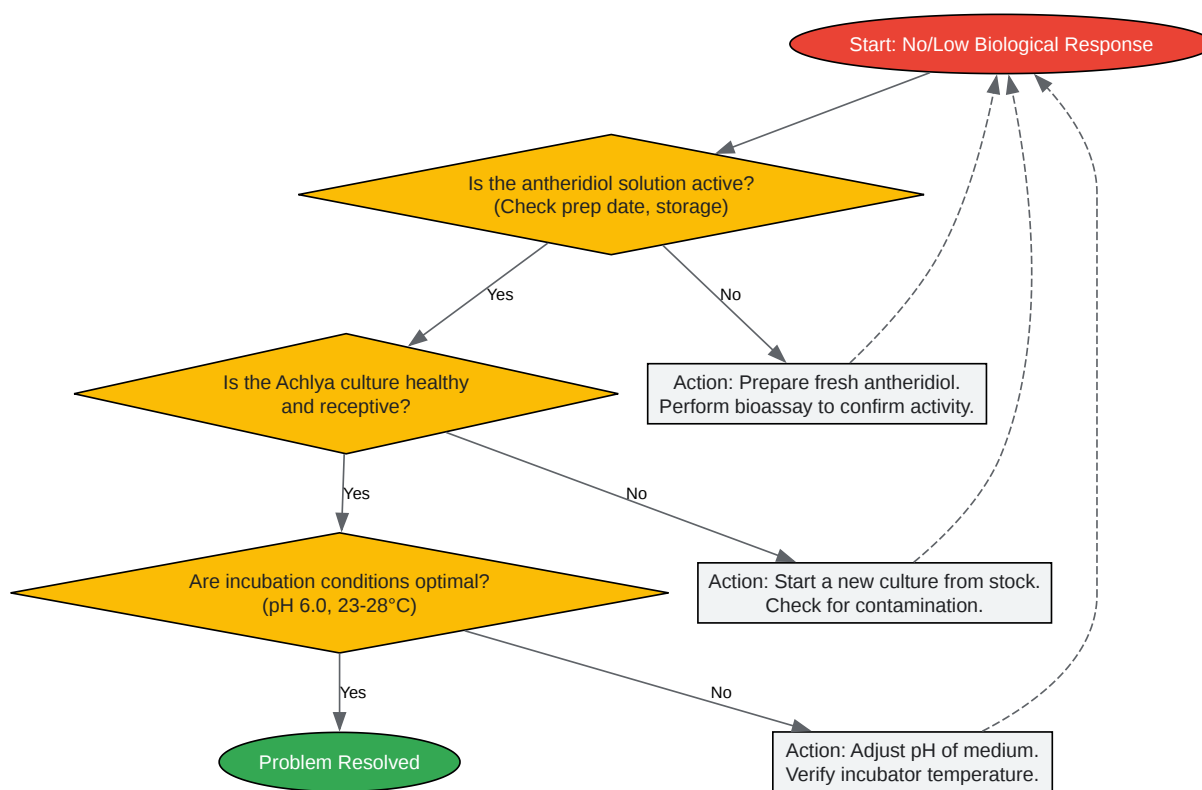 Start: No/Low Biological Response
Is the antheridiol solution active?
(Check prep date, storage)
Yes
No
Is the Achlya culture healthy
and receptive?
Action: Prepare fresh antheridiol.
Perform bioassay to confirm activity.
Yes
No
Are incubation conditions optimal?
(pH 6.0, 23-28°C)
Action: Start a new culture from stock.
Check for contamination.
Yes
No
Problem Resolved
Action: Adjust pH of medium.
Verify incubator temperature.